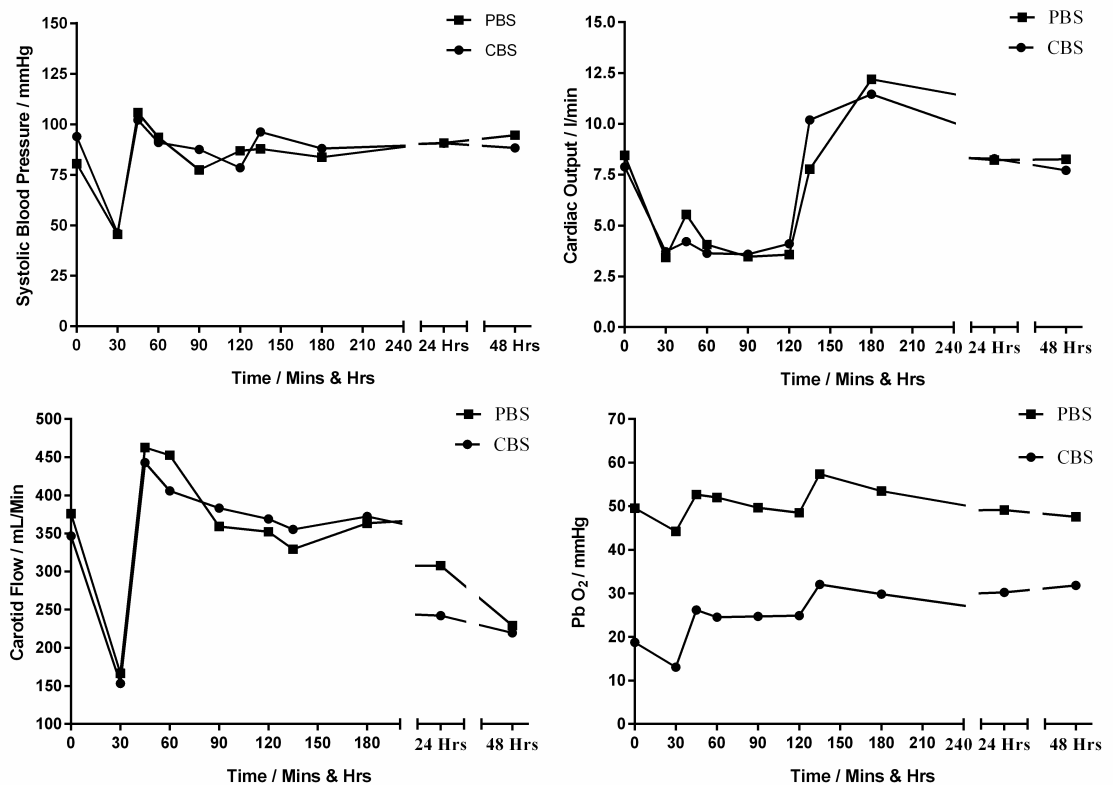 PBS
CBS
Systolic Blood Pressure / mmHg
150
125
100
75
50
25
0
0 30 60 90 120 150 180 210 240 24 Hrs 48 Hrs
Time / Mins & Hrs
PBS
CBS
Cardiac Output / l/min
15.0
12.5
10.0
7.5
5.0
2.5
0.0
0 30 60 90 120 150 180 210 240 24 Hrs 48 Hrs
Time / Mins & Hrs
PBS
CBS
Carotid Flow / mL/Min
500
450
400
350
300
250
200
150
100
0 30 60 90 120 150 180 24 Hrs 48 Hrs
Time / Mins & Hrs
PBS
CBS
Pb O2 / mmHg
70
60
50
40
30
20
10
0
0 30 60 90 120 150 180 210 240 24 Hrs 48 Hrs
Time / Mins & Hrs